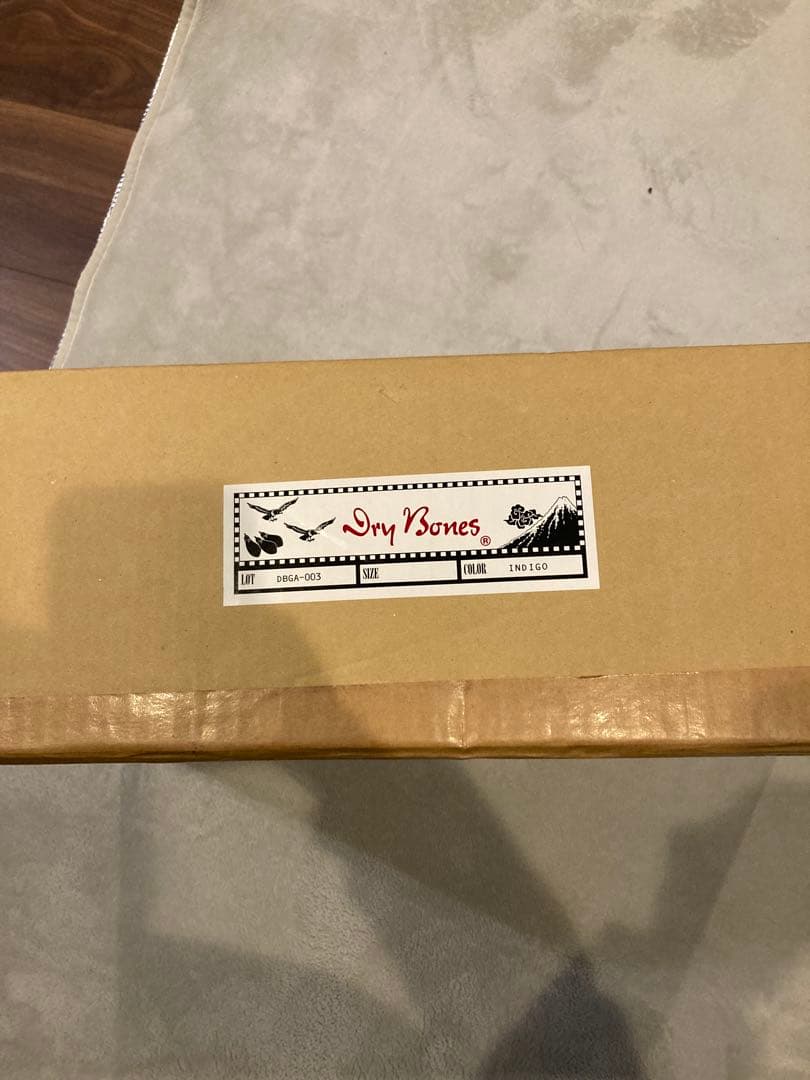 Dry Bones ®
LOT DBGA-003 SIZE COLOR INDIGO